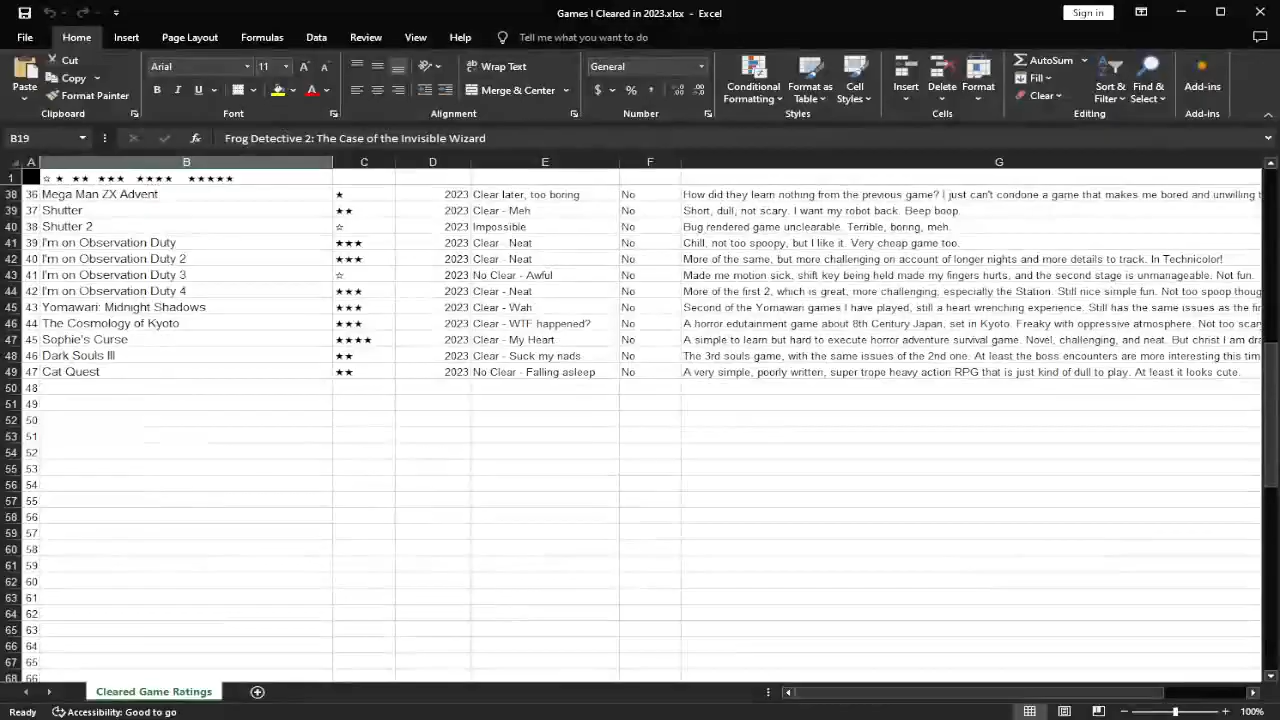 Games I Cleared in 2023.xlsx - Excel
Sign in
File Home Insert Page Layout Formulas Data Review View Help Tell me what you want to do
Paste Cut Copy Format Painter Clipboard
Arial 11 A A B I U A Font
ab Wrap Text Merge & Center Alignment
General $ % , Number
Conditional Formatting Format as Table Cell Styles Styles
Insert Delete Format Cells
AutoSum Fill Clear Sort & Filter Find & Select Editing
Add-ins Add-ins
B19 fx Frog Detective 2: The Case of the Invisible Wizard
A B C D E F G
1 ☆ ★ ★★ ★★★ ★★★★ ★★★★★
38 36 Mega Man ZX Advent ★ 2023 Clear later, too boring No How did they learn nothing from the previous game? I just can't condone a game that makes me bored and unwilling t
39 37 Shutter ★★ 2023 Clear - Meh No Short, dull, not scary. I want my robot back. Beep boop.
40 38 Shutter 2 ☆ 2023 Impossible No Bug rendered game unclearable. Terrible, boring, meh.
41 39 I'm on Observation Duty ★★★ 2023 Clear - Neat No Chill, not too spoopy, but I like it. Very cheap game too.
42 40 I'm on Observation Duty 2 ★★★ 2023 Clear - Neat No More of the same, but more challenging on account of longer nights and more details to track. In Technicolor!
43 41 I'm on Observation Duty 3 ☆ 2023 No Clear - Awful No Made me motion sick, shift key being held made my fingers hurts, and the second stage is unmanageable. Not fun.
44 42 I'm on Observation Duty 4 ★★★ 2023 Clear - Neat No More of the first 2, which is great, more challenging, especially the Station. Still nice simple fun. Not too spoop thoug
45 43 Yomawari: Midnight Shadows ★★★ 2023 Clear - Wah No Second of the Yomawari games I have played, still a heart wrenching experience. Still has the same issues as the fir
46 44 The Cosmology of Kyoto ★★★ 2023 Clear - WTF happened? No A horror edutainment game about 8th Century Japan, set in Kyoto. Freaky with oppressive atmosphere. Not too scar
47 45 Sophie's Curse ★★★★ 2023 Clear - My Heart No A simple to learn but hard to execute horror adventure survival game. Novel, challenging, and neat. But christ I am dra
48 46 Dark Souls III ★★ 2023 Clear - Suck my nads No The 3rd souls game, with the same issues of the 2nd one. At least the boss encounters are more interesting this tim
49 47 Cat Quest ★★ 2023 No Clear - Falling asleep No A very simple, poorly written, super trope heavy action RPG that is just kind of dull to play. At least it looks cute.
50 48
51 49
52 50
53 51
54 52
55 53
56 54
57 55
58 56
59 57
60 58
61 59
62 60
63 61
64 62
65 63
66 64
67 65
68 66
Cleared Game Ratings
Ready Accessibility: Good to go 100%